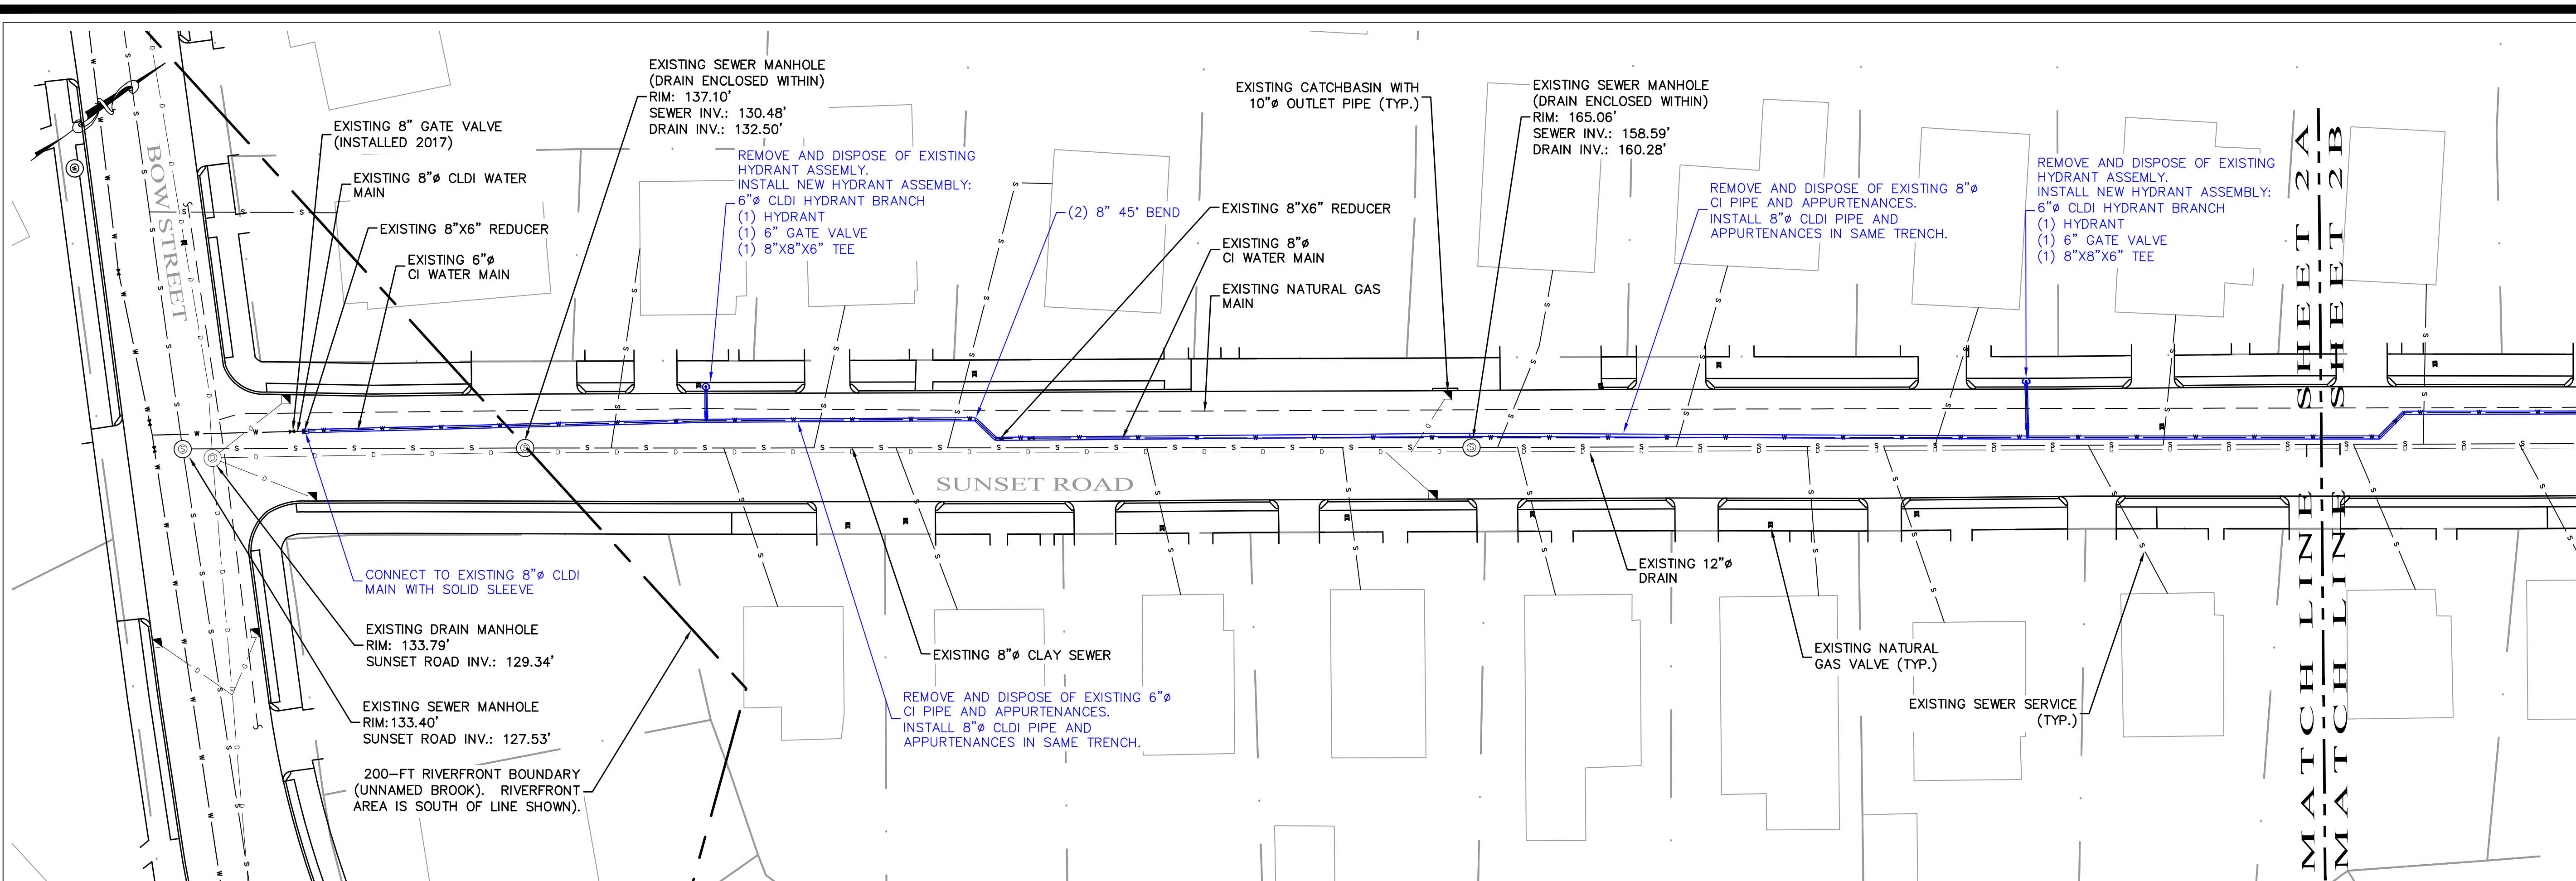 EXISTING SEWER MANHOLE
(DRAIN ENCLOSED WITHIN)
RIM: 137.10'
SEWER INV.: 130.48'
DRAIN INV.: 132.50'
EXISTING CATCHBASIN WITH
10"ø OUTLET PIPE (TYP.)
EXISTING SEWER MANHOLE
(DRAIN ENCLOSED WITHIN)
RIM: 165.06'
SEWER INV.: 158.59'
DRAIN INV.: 160.28'
EXISTING 8" GATE VALVE
(INSTALLED 2017)
EXISTING 8"ø CLDI WATER
MAIN
EXISTING 8"X6" REDUCER
EXISTING 6"ø
CI WATER MAIN
BOW STREET
REMOVE AND DISPOSE OF EXISTING
HYDRANT ASSEMLY.
INSTALL NEW HYDRANT ASSEMBLY:
6"ø CLDI HYDRANT BRANCH
(1) HYDRANT
(1) 6" GATE VALVE
(1) 8"X8"X6" TEE
(2) 8" 45° BEND
EXISTING 8"X6" REDUCER
EXISTING 8"ø
CI WATER MAIN
EXISTING NATURAL GAS
MAIN
REMOVE AND DISPOSE OF EXISTING 8"ø
CI PIPE AND APPURTENANCES.
INSTALL 8"ø CLDI PIPE AND
APPURTENANCES IN SAME TRENCH.
REMOVE AND DISPOSE OF EXISTING
HYDRANT ASSEMLY.
INSTALL NEW HYDRANT ASSEMBLY:
6"ø CLDI HYDRANT BRANCH
(1) HYDRANT
(1) 6" GATE VALVE
(1) 8"X8"X6" TEE
MATCH LINE SHEET 2A
MATCH LINE SHEET 2B
SUNSET ROAD
CONNECT TO EXISTING 8"ø CLDI
MAIN WITH SOLID SLEEVE
EXISTING DRAIN MANHOLE
RIM: 133.79'
SUNSET ROAD INV.: 129.34'
EXISTING SEWER MANHOLE
RIM:133.40'
SUNSET ROAD INV.: 127.53'
200-FT RIVERFRONT BOUNDARY
(UNNAMED BROOK). RIVERFRONT
AREA IS SOUTH OF LINE SHOWN).
EXISTING 8"ø CLAY SEWER
REMOVE AND DISPOSE OF EXISTING 6"ø
CI PIPE AND APPURTENANCES.
INSTALL 8"ø CLDI PIPE AND
APPURTENANCES IN SAME TRENCH.
EXISTING 12"ø
DRAIN
EXISTING NATURAL
GAS VALVE (TYP.)
EXISTING SEWER SERVICE
(TYP.)